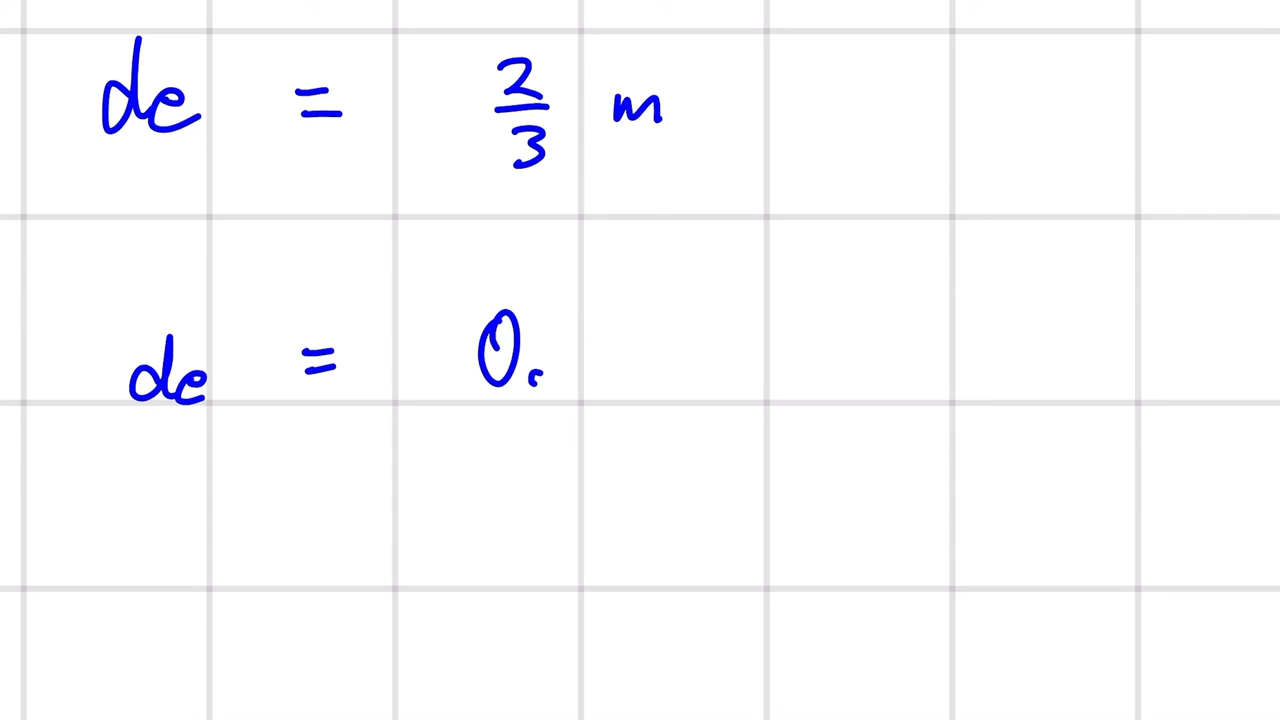 de = 2/3 m
de = 0.